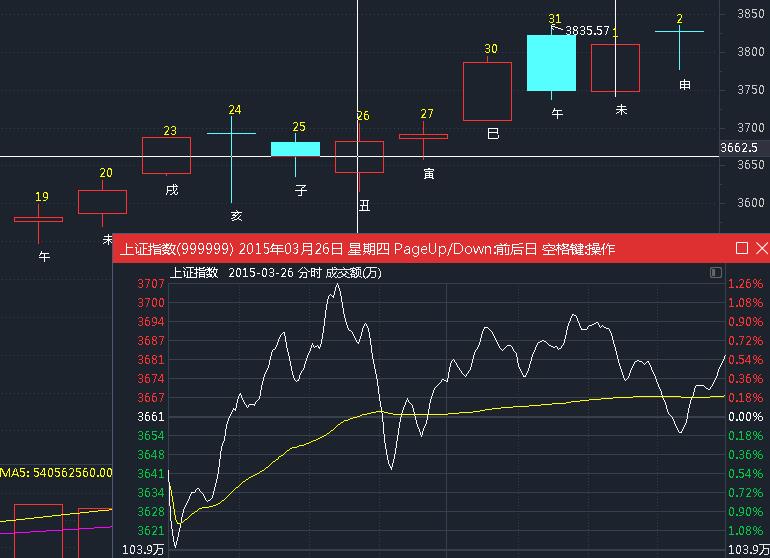 3850
31
2
3835.57
1
3800
30
申
3750
午
未
24
26
27
3700
23
25
巳
3662.5
3650
20
寅
戌
子
19
丑
3600
亥
未
午
上证指数(999999) 2015年03月26日 星期四 PageUp/Down:前后日 空格键:操作
上证指数 2015-03-26 分时 成交额(万)
3707 1.26%
3700 1.08%
3694 0.90%
3687 0.72%
3681 0.54%
3674 0.36%
3667 0.18%
3661 0.00%
3654 0.18%
3648 0.36%
MA5: 540562560.00
3641 0.54%
3634 0.72%
3628 0.90%
3621 1.08%
103.9万 103.9万